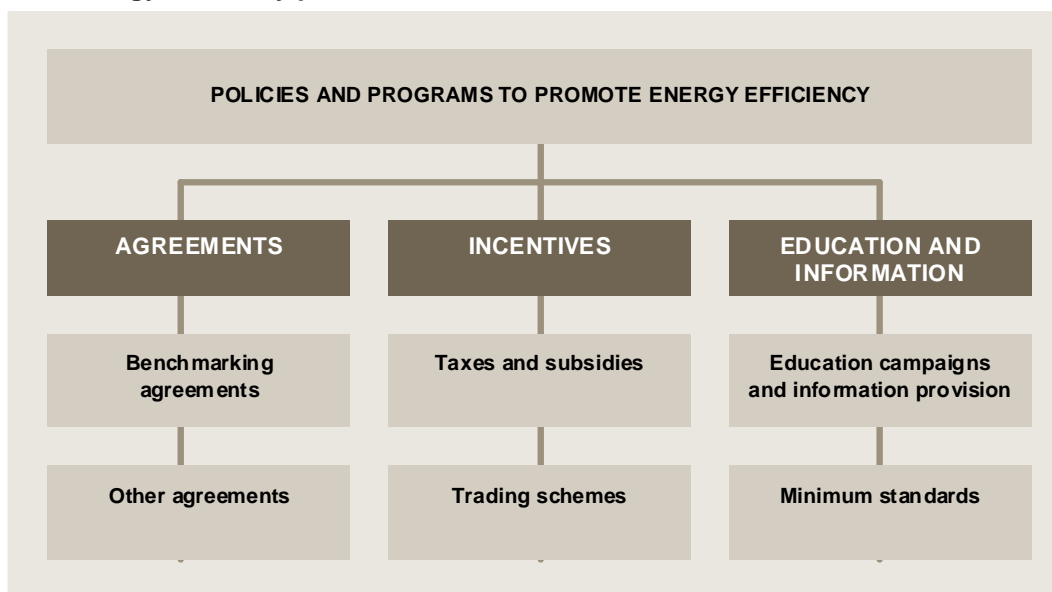 POLICIES AND PROGRAMS TO PROMOTE ENERGY EFFICIENCY
AGREEMENTS
INCENTIVES
EDUCATION AND
INFORMATION
Benchmarking
agreements
Taxes and subsidies
Education campaigns
and information provision
Other agreements
Trading schemes
Minimum standards